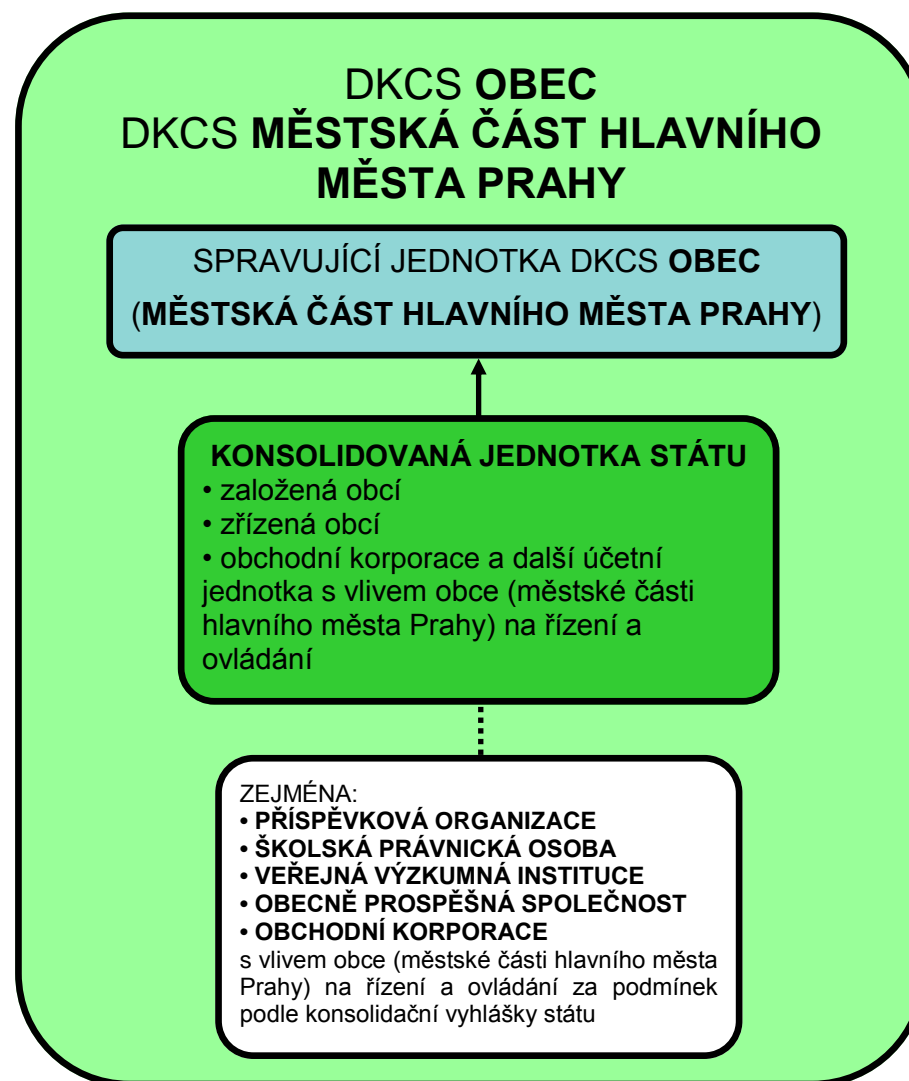 DKCS OBEC
DKCS MĚSTSKÁ ČÁST HLAVNÍHO
MĚSTA PRAHY
SPRAVUJÍCÍ JEDNOTKA DKCS OBEC
(MĚSTSKÁ ČÁST HLAVNÍHO MĚSTA PRAHY)
KONSOLIDOVANÁ JEDNOTKA STÁTU
• založená obcí
• zřízená obcí
• obchodní korporace a další účetní
jednotka s vlivem obce (městské části
hlavního města Prahy) na řízení a
ovládání
ZEJMÉNA:
• PŘÍSPĚVKOVÁ ORGANIZACE
• ŠKOLSKÁ PRÁVNICKÁ OSOBA
• VEŘEJNÁ VÝZKUMNÁ INSTITUCE
• OBECNĚ PROSPĚŠNÁ SPOLEČNOST
• OBCHODNÍ KORPORACE
s vlivem obce (městské části hlavního města
Prahy) na řízení a ovládání za podmínek
podle konsolidační vyhlášky státu